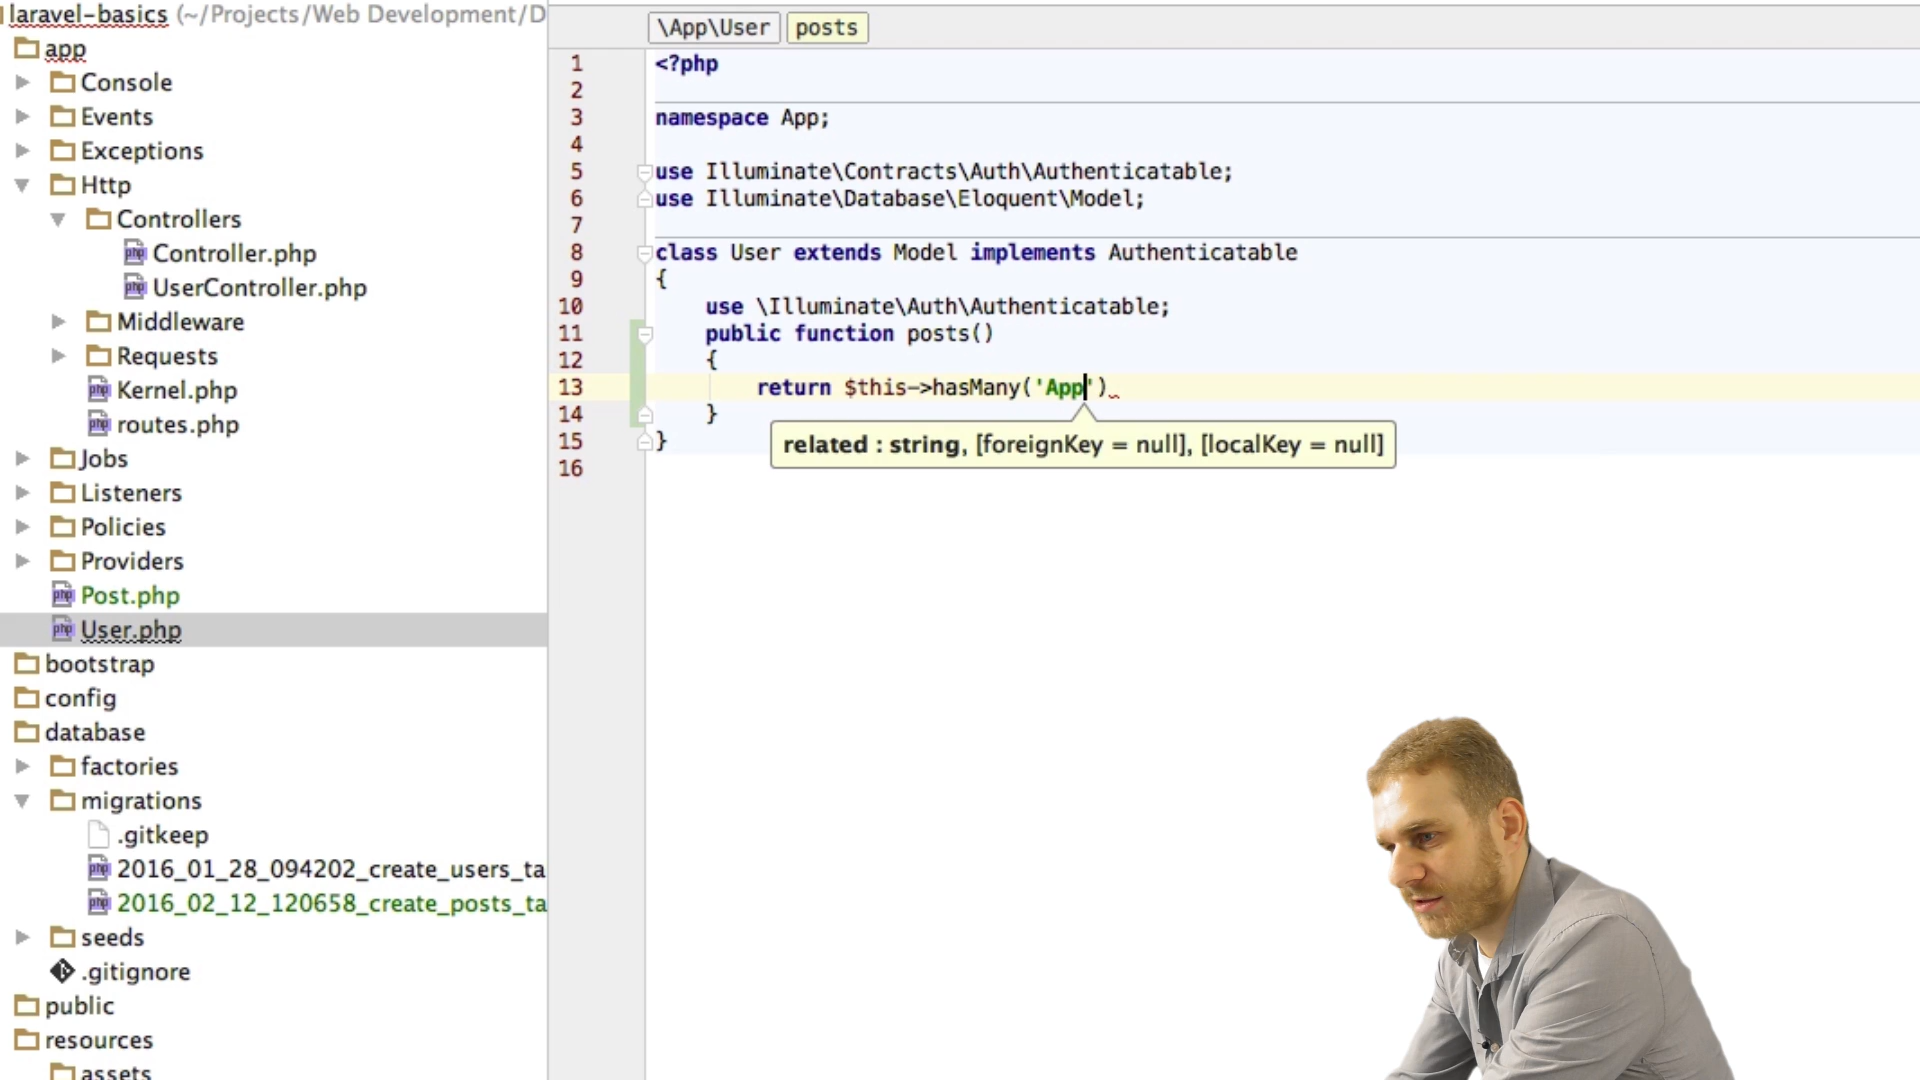 laravel-basics (~/Projects/Web Development/D
app
Console
Events
Exceptions
Http
Controllers
Controller.php
UserController.php
Middleware
Requests
Kernel.php
routes.php
Jobs
Listeners
Policies
Providers
Post.php
User.php
bootstrap
config
database
factories
migrations
.gitkeep
2016_01_28_094202_create_users_ta
2016_02_12_120658_create_posts_ta
seeds
.gitignore
public
resources
assets
\App\User posts
1 <?php
2
3 namespace App;
4
5 use Illuminate\Contracts\Auth\Authenticatable;
6 use Illuminate\Database\Eloquent\Model;
7
8 class User extends Model implements Authenticatable
9 {
10 use \Illuminate\Auth\Authenticatable;
11 public function posts()
12 {
13 return $this->hasMany('App')
14 }
15 }
16
related : string, [foreignKey = null], [localKey = null]